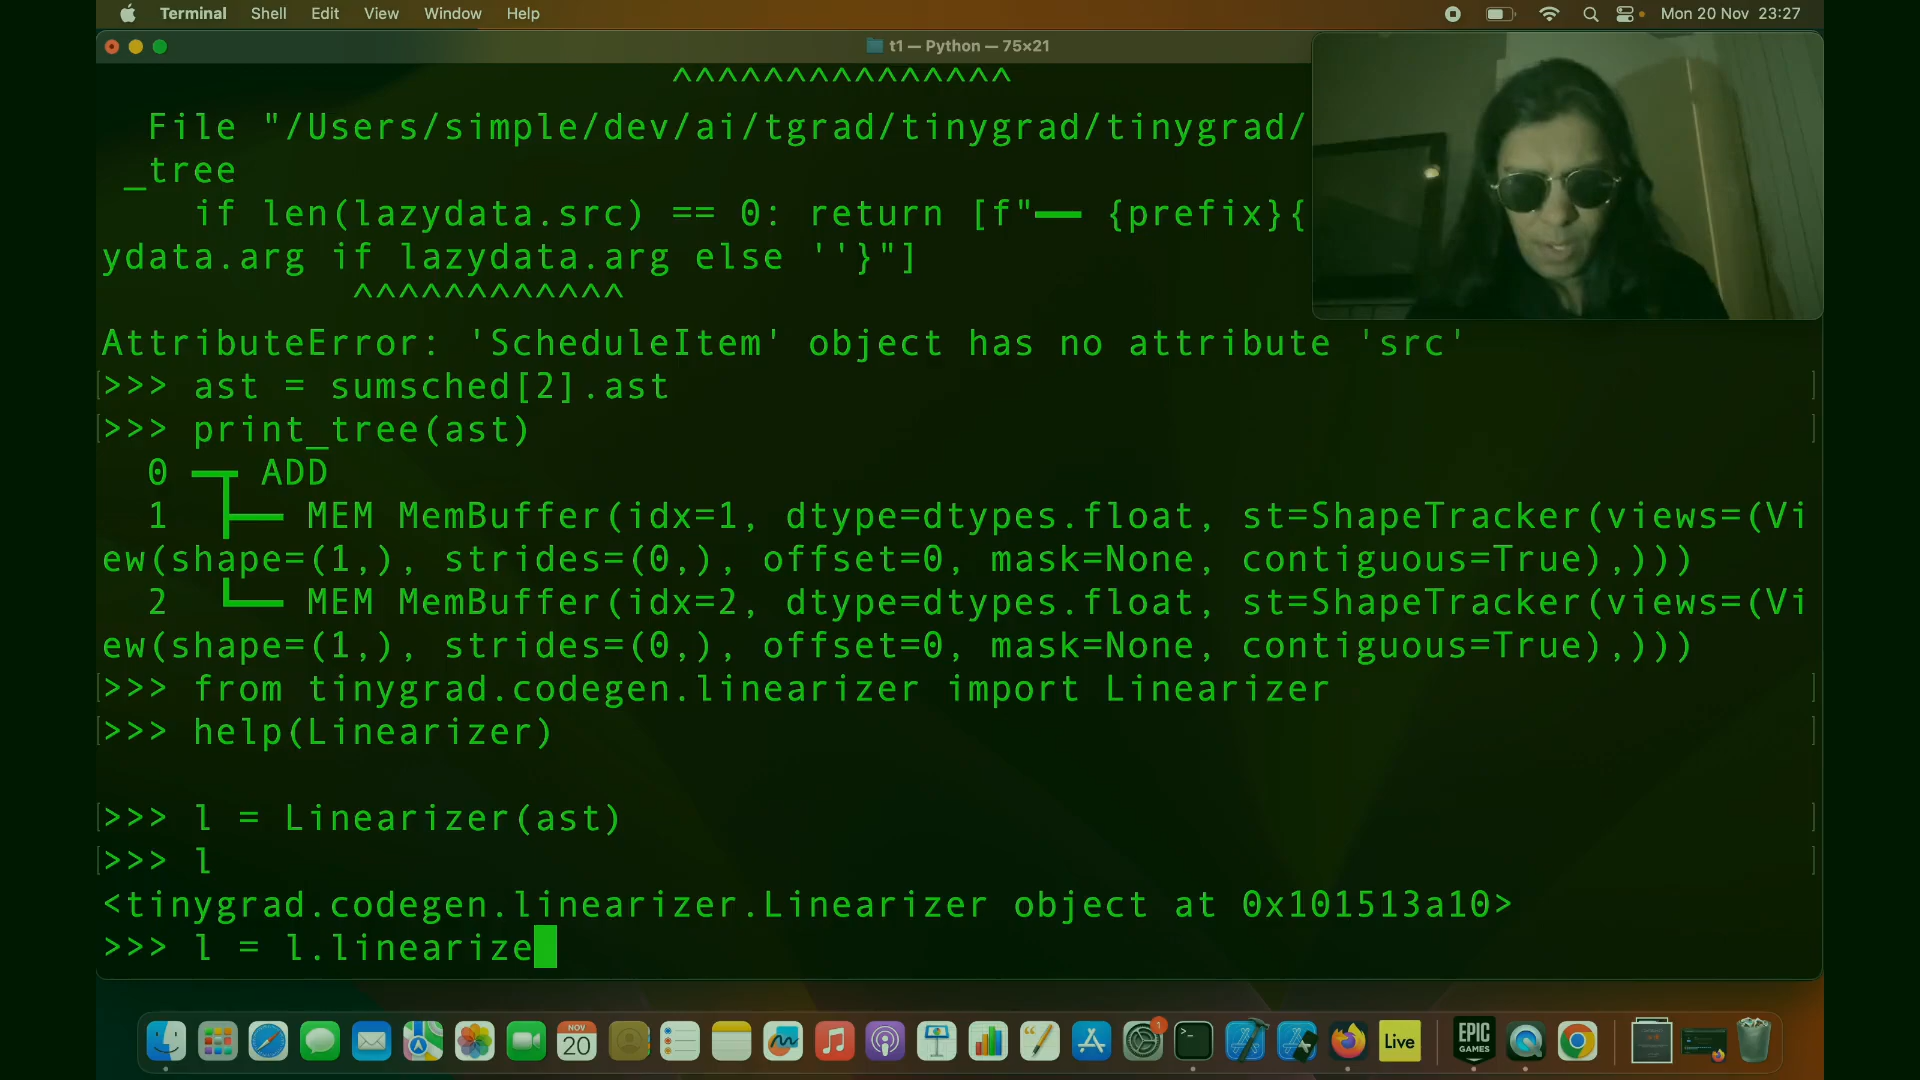 Terminal Shell Edit View Window Help Mon 20 Nov 23:27
t1 — Python — 75×21
^^^^^^^^^^^^^^^
File "/Users/simple/dev/ai/tgrad/tinygrad/tinygrad/
_tree
if len(lazydata.src) == 0: return [f"━━ {prefix}{
ydata.arg if lazydata.arg else ''}"]
^^^^^^^^^^^^
AttributeError: 'ScheduleItem' object has no attribute 'src'
>>> ast = sumsched[2].ast
>>> print_tree(ast)
0 ━┳ ADD
1 ┣━━ MEM MemBuffer(idx=1, dtype=dtypes.float, st=ShapeTracker(views=(Vi
ew(shape=(1,), strides=(0,), offset=0, mask=None, contiguous=True),)))
2 ┗━━ MEM MemBuffer(idx=2, dtype=dtypes.float, st=ShapeTracker(views=(Vi
ew(shape=(1,), strides=(0,), offset=0, mask=None, contiguous=True),)))
>>> from tinygrad.codegen.linearizer import Linearizer
>>> help(Linearizer)
>>> l = Linearizer(ast)
>>> l
<tinygrad.codegen.linearizer.Linearizer object at 0x101513a10>
>>> l = l.linearize
NOV
20
1
Live
EPIC
GAMES